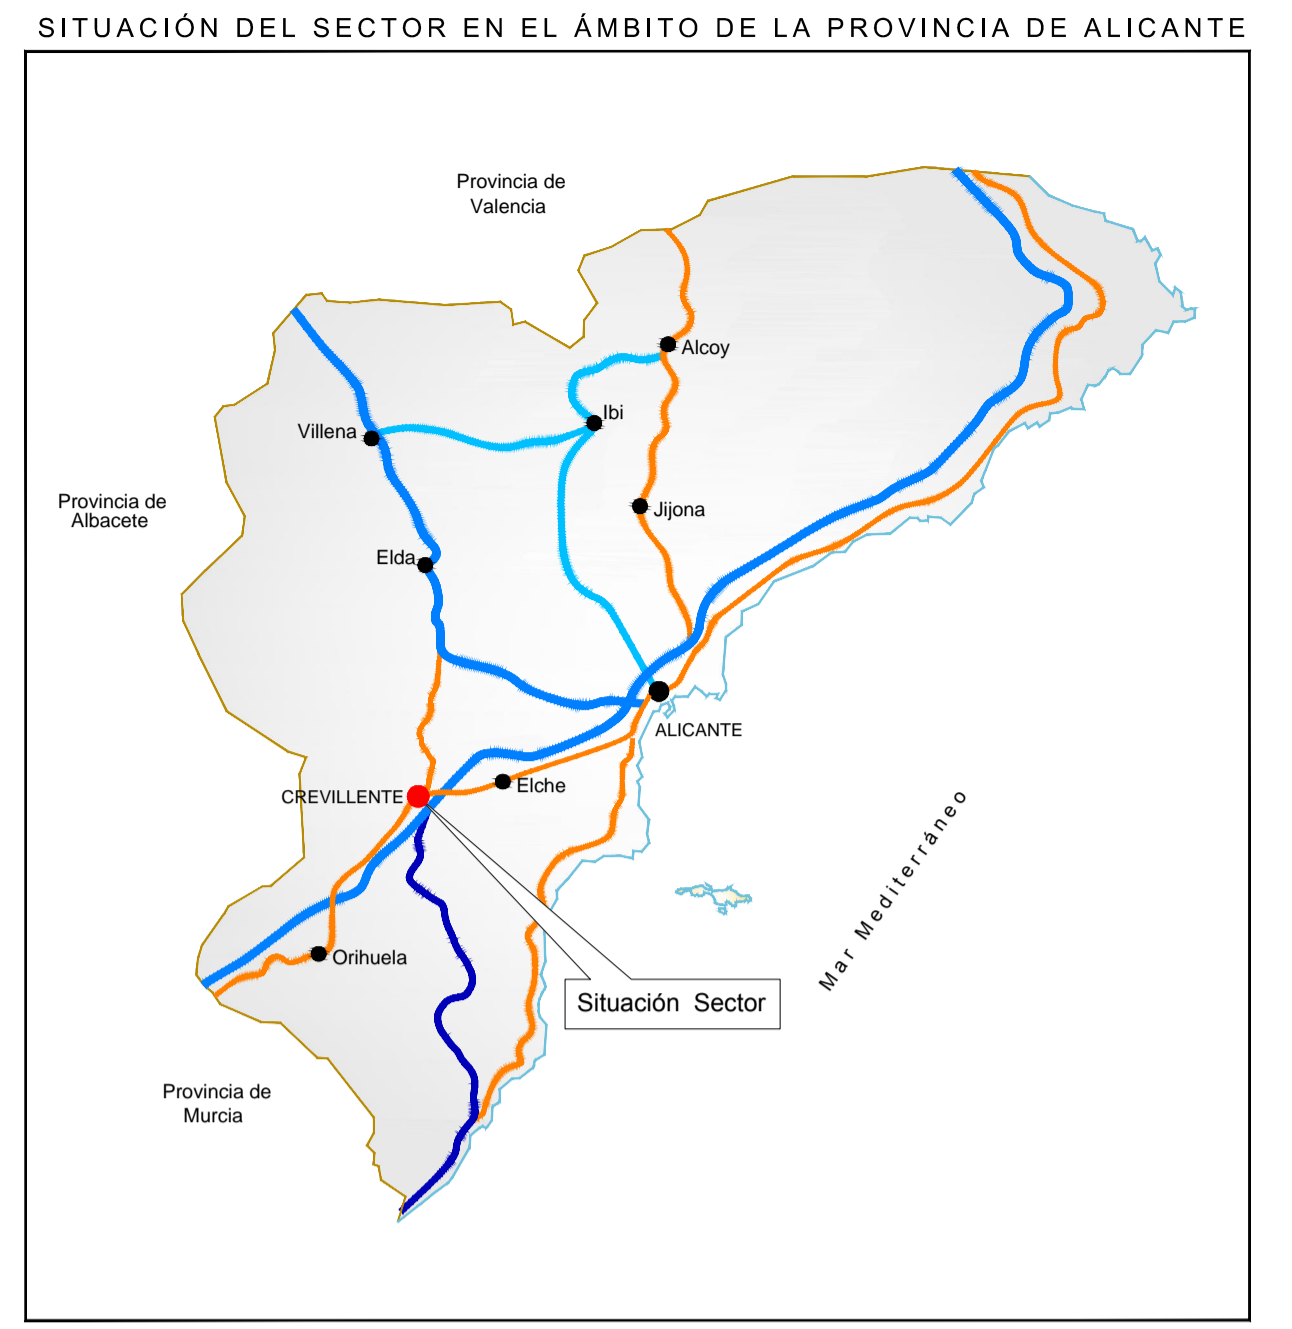 SITUACIÓN DEL SECTOR EN EL ÁMBITO DE LA PROVINCIA DE ALICANTE
Provincia de
Valencia
Alcoy
Ibi
Villena
Provincia de
Albacete
Jijona
Elda
ALICANTE
Elche
CREVILLENTE
Mar Mediterráneo
Orihuela
Situación Sector
Provincia de
Murcia